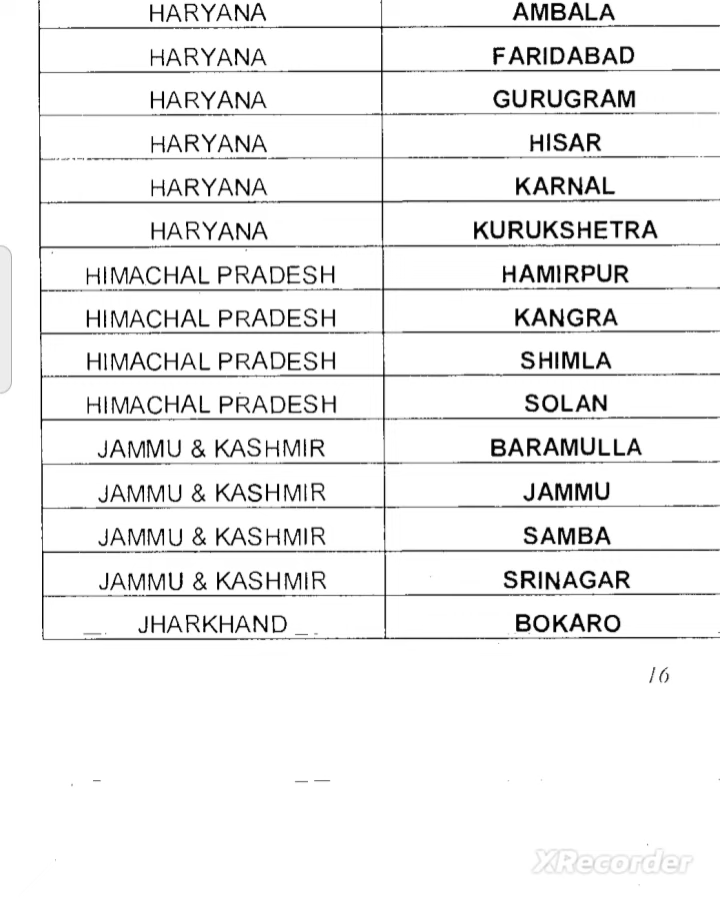 HARYANA AMBALA
HARYANA FARIDABAD
HARYANA GURUGRAM
HARYANA HISAR
HARYANA KARNAL
HARYANA KURUKSHETRA
HIMACHAL PRADESH HAMIRPUR
HIMACHAL PRADESH KANGRA
HIMACHAL PRADESH SHIMLA
HIMACHAL PRADESH SOLAN
JAMMU & KASHMIR BARAMULLA
JAMMU & KASHMIR JAMMU
JAMMU & KASHMIR SAMBA
JAMMU & KASHMIR SRINAGAR
JHARKHAND BOKARO
16
XRecorder